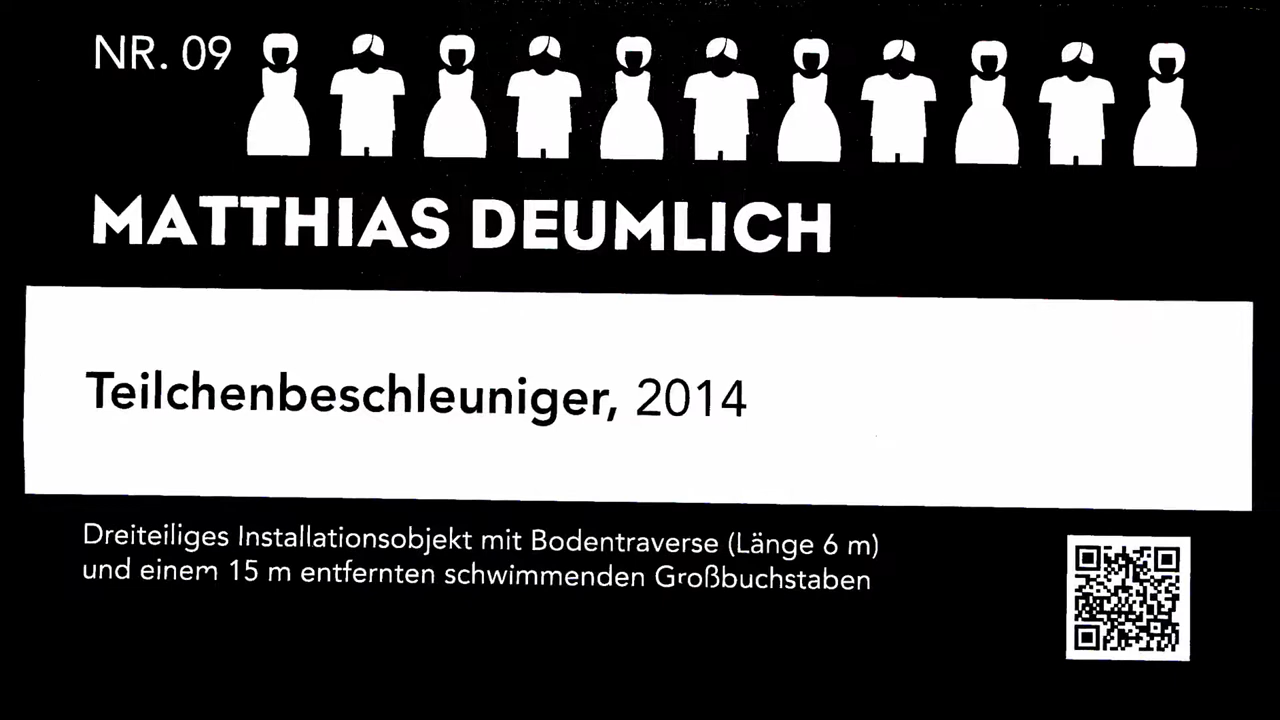 NR. 09
MATTHIAS DEUMLICH
Teilchenbeschleuniger, 2014
Dreiteiliges Installationsobjekt mit Bodentraverse (Länge 6 m)
und einem 15 m entfernten schwimmenden Großbuchstaben